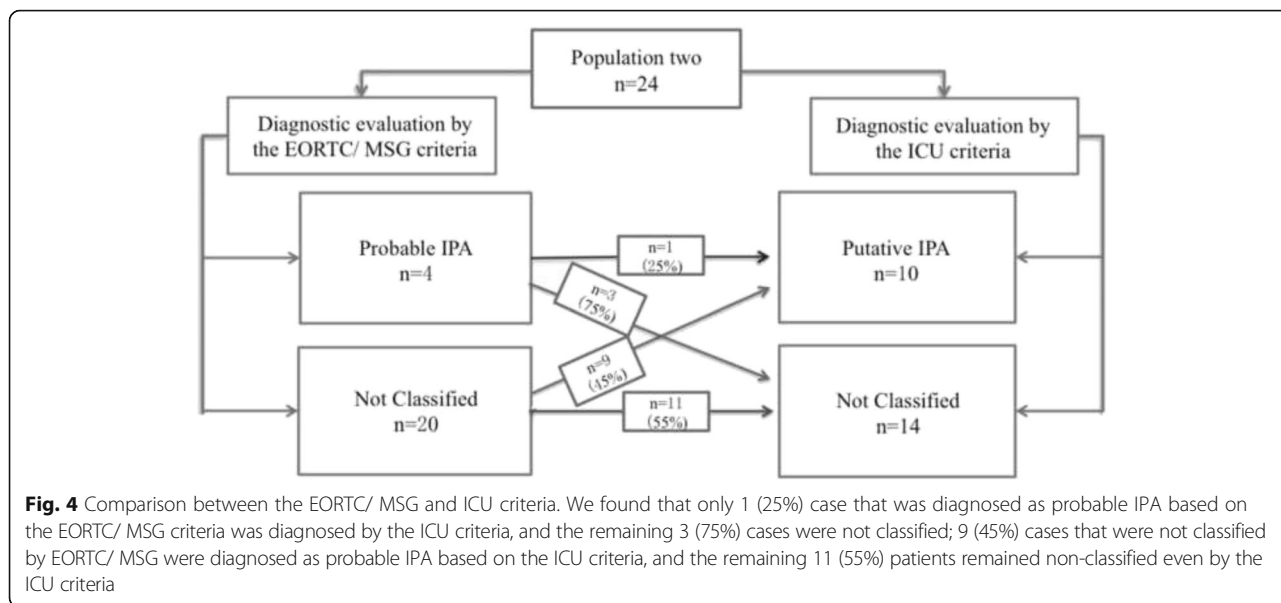 Population two
n=24
Diagnostic evaluation by
the EORTC/ MSG criteria
Diagnostic evaluation by
the ICU criteria
Probable IPA
n=4
n=1
(25%)
Putative IPA
n=10
n=3
(75%)
n=9
(45%)
Not Classified
n=20
n=11
(55%)
Not Classified
n=14
Fig. 4 Comparison between the EORTC/ MSG and ICU criteria. We found that only 1 (25%) case that was diagnosed as probable IPA based on
the EORTC/ MSG criteria was diagnosed by the ICU criteria, and the remaining 3 (75%) cases were not classified; 9 (45%) cases that were not classified
by EORTC/ MSG were diagnosed as probable IPA based on the ICU criteria, and the remaining 11 (55%) patients remained non-classified even by the
ICU criteria